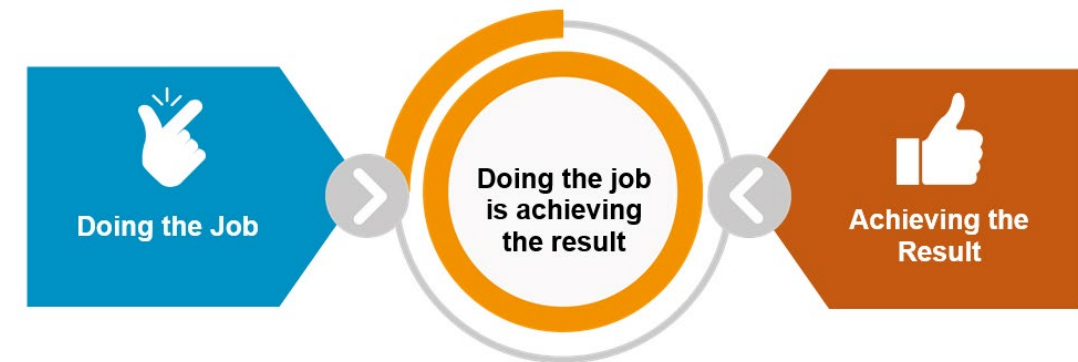 Doing the Job
Doing the job
is achieving
the result
Achieving the
Result